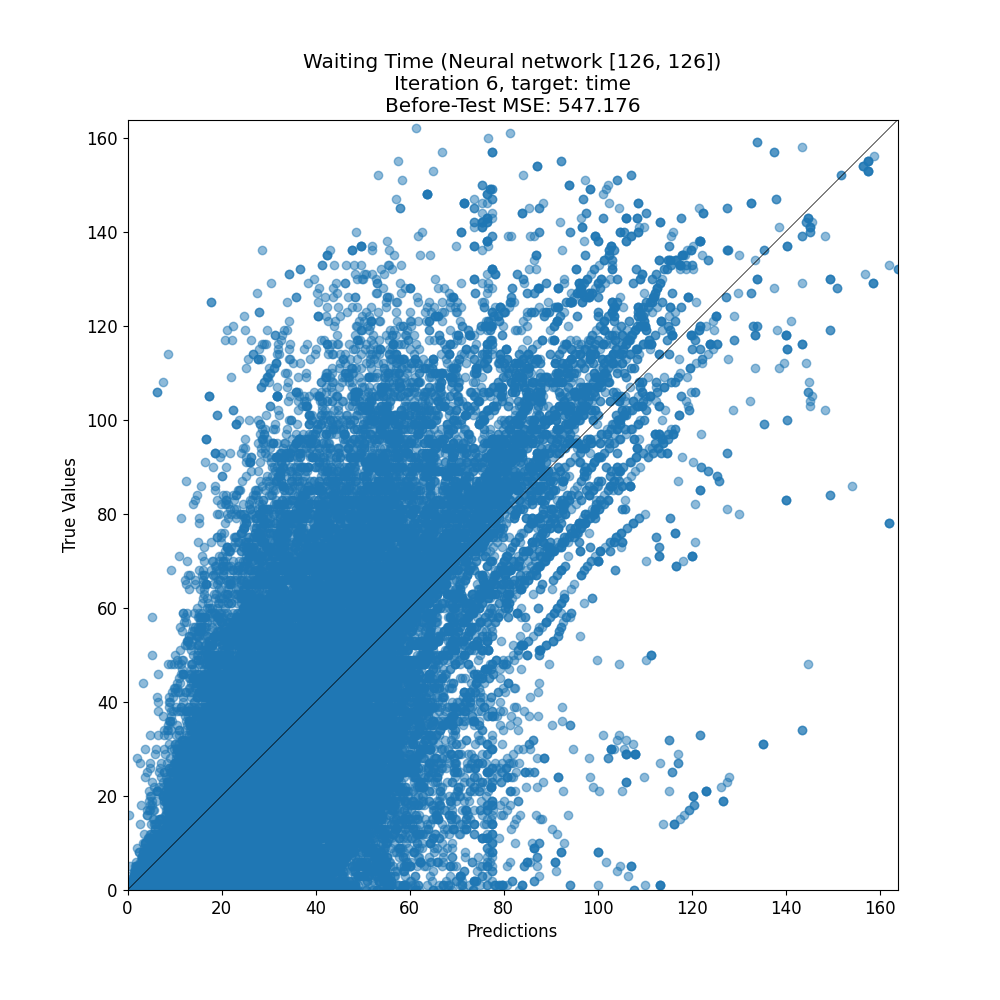 Waiting Time (Neural network [126, 126])
Iteration 6, target: time
Before-Test MSE: 547.176
160
140
120
100
80
60
40
20
0
True Values
0 20 40 60 80 100 120 140 160
Predictions